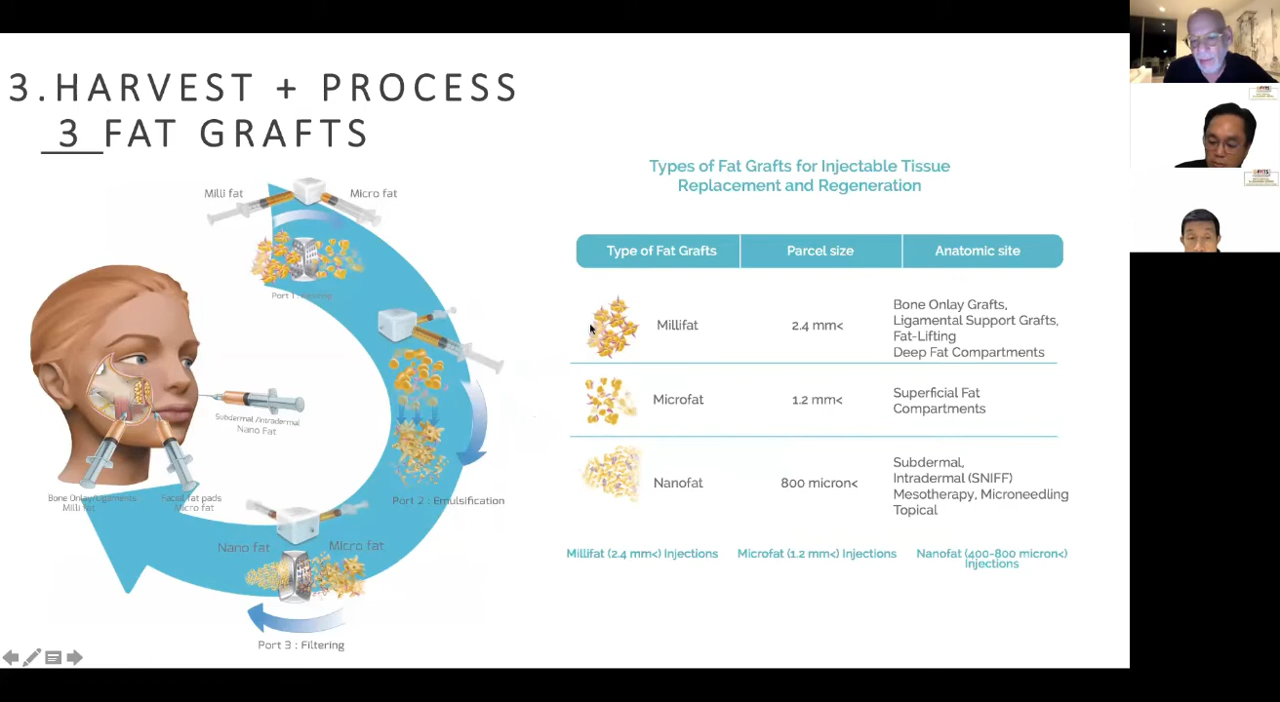 3.HARVEST + PROCESS
3 FAT GRAFTS
Milli fat
Micro fat
Port 1
Subdermal /Intradermal
Nano Fat
Bone Onlay/Ligaments
Milli fat
Facial fat pads
Micro fat
Port 2 : Emulsification
Nano fat
Micro fat
Port 3 : Filtering
Types of Fat Grafts for Injectable Tissue
Replacement and Regeneration
Type of Fat Grafts
Parcel size
Anatomic site
Millifat
2.4 mm<
Bone Onlay Grafts,
Ligamental Support Grafts,
Fat-Lifting
Deep Fat Compartments
Microfat
1.2 mm<
Superficial Fat
Compartments
Nanofat
800 micron<
Subdermal,
Intradermal (SNIFF)
Mesotherapy, Microneedling
Topical
Millifat (2.4 mm<) Injections
Microfat (1.2 mm<) Injections
Nanofat (400-800 micron<)
Injections